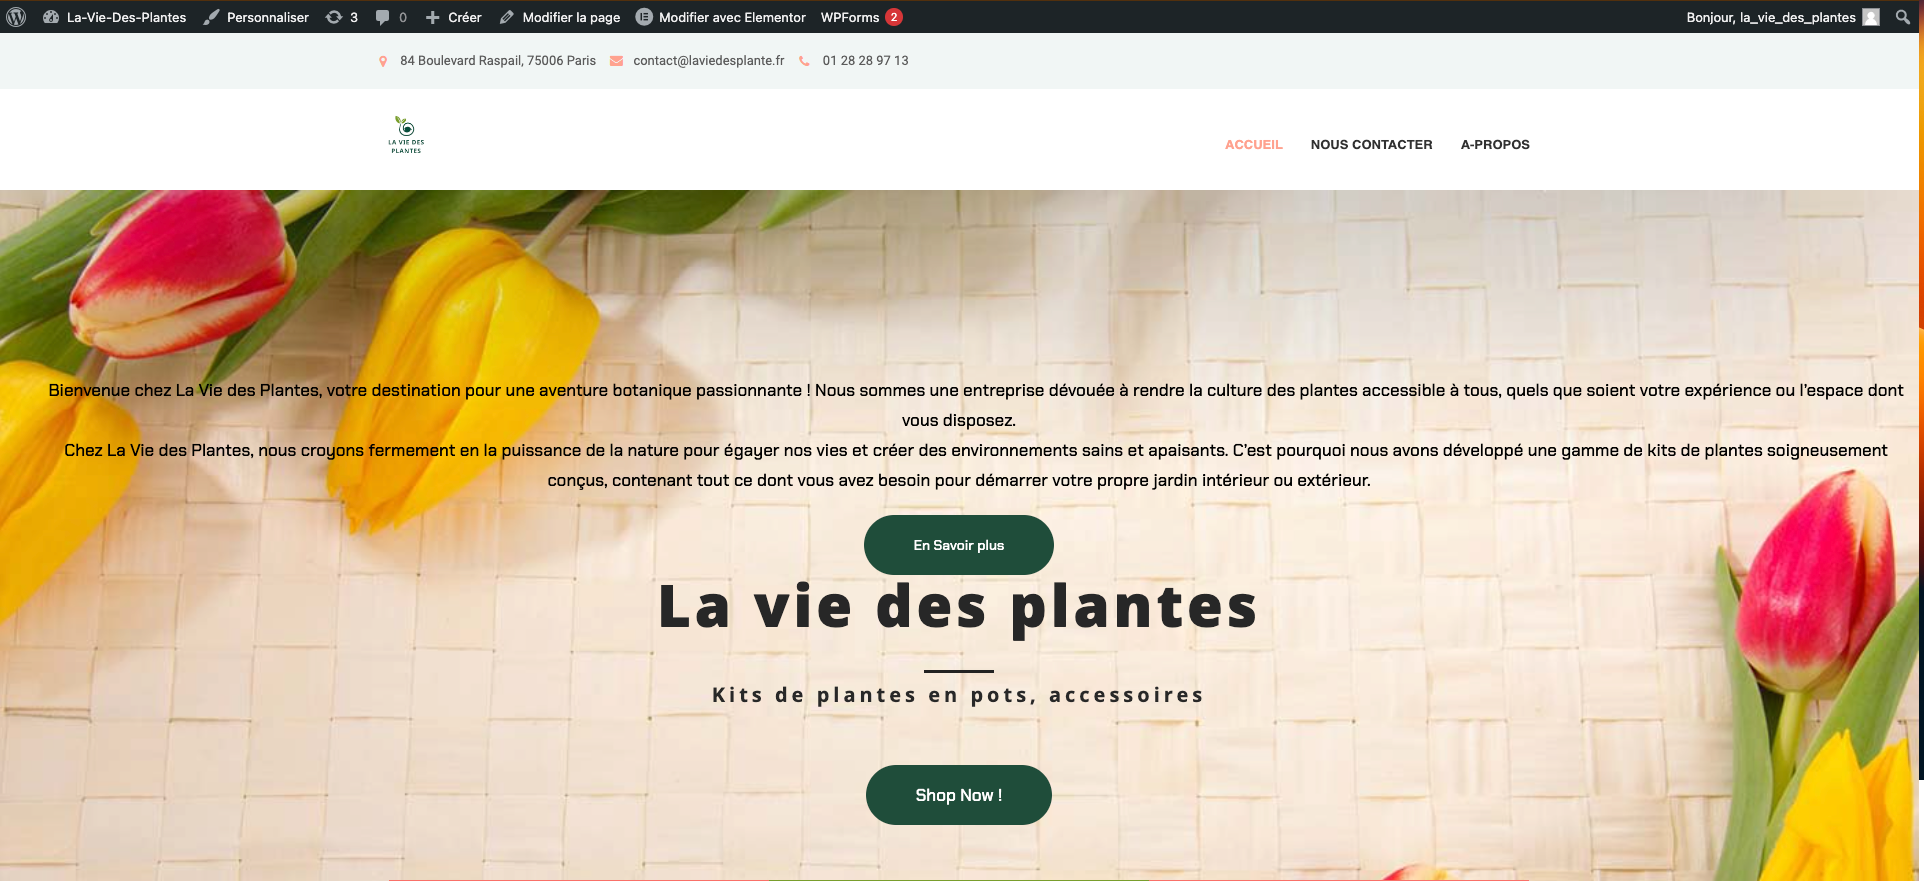 La-Vie-Des-Plantes Personnaliser 3 0 Créer Modifier la page Modifier avec Elementor WPForms 2 Bonjour, la_vie_des_plantes
84 Boulevard Raspail, 75006 Paris contact@laviedesplante.fr 01 28 28 97 13
LA VIE DES
PLANTES
ACCUEIL NOUS CONTACTER A-PROPOS
Bienvenue chez La Vie des Plantes, votre destination pour une aventure botanique passionnante ! Nous sommes une entreprise dévouée à rendre la culture des plantes accessible à tous, quels que soient votre expérience ou l'espace dont
vous disposez.
Chez La Vie des Plantes, nous croyons fermement en la puissance de la nature pour égayer nos vies et créer des environnements sains et apaisants. C'est pourquoi nous avons développé une gamme de kits de plantes soigneusement
conçus, contenant tout ce dont vous avez besoin pour démarrer votre propre jardin intérieur ou extérieur.
En Savoir plus
La vie des plantes
Kits de plantes en pots, accessoires
Shop Now !